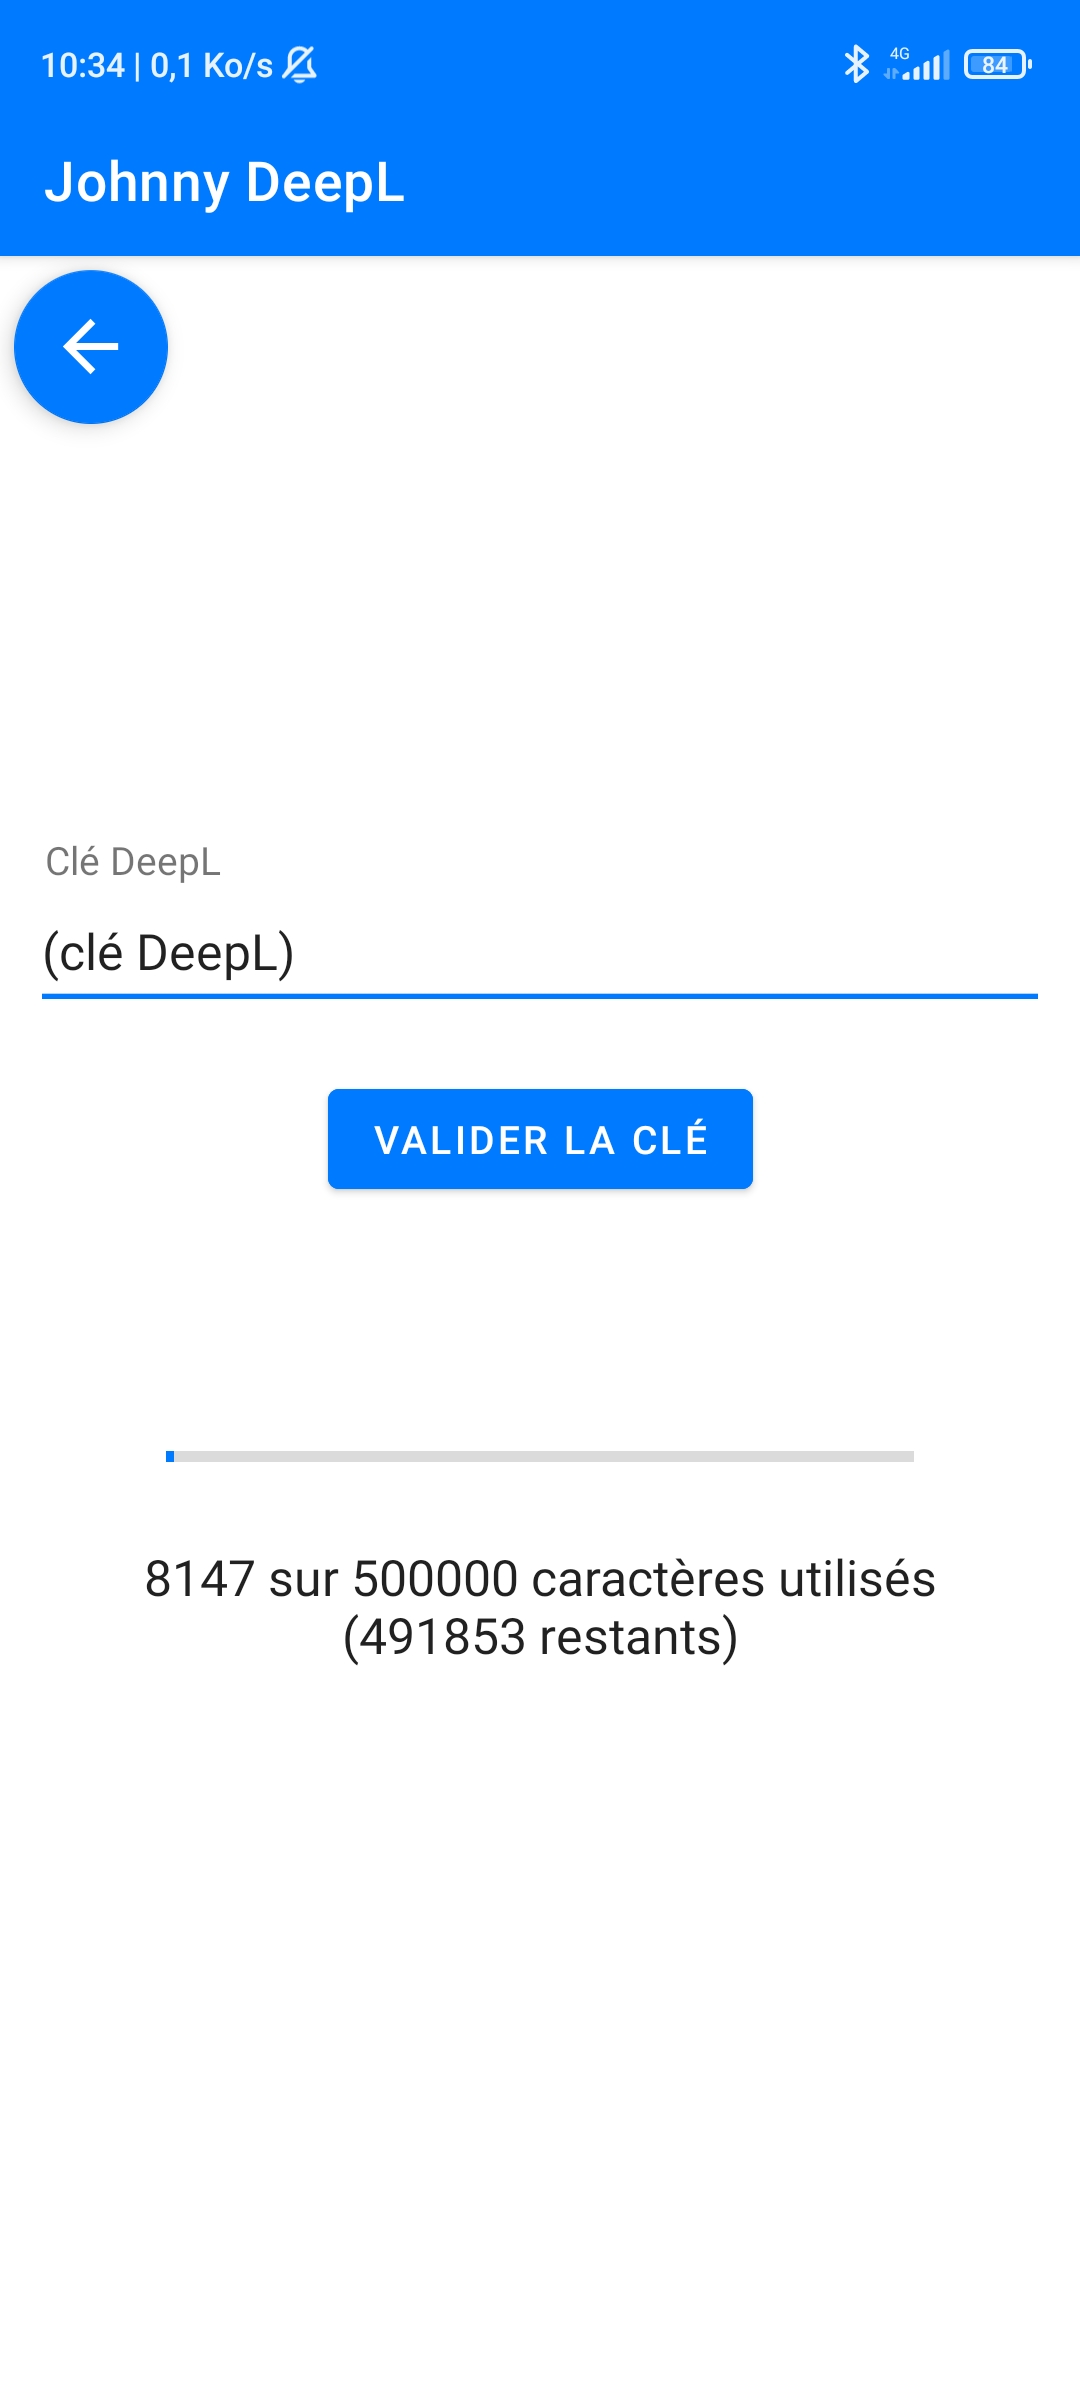 10:34 | 0,1 Ko/s
4G
84
Johnny DeepL
Clé DeepL
(clé DeepL)
VALIDER LA CLÉ
8147 sur 500000 caractères utilisés
(491853 restants)